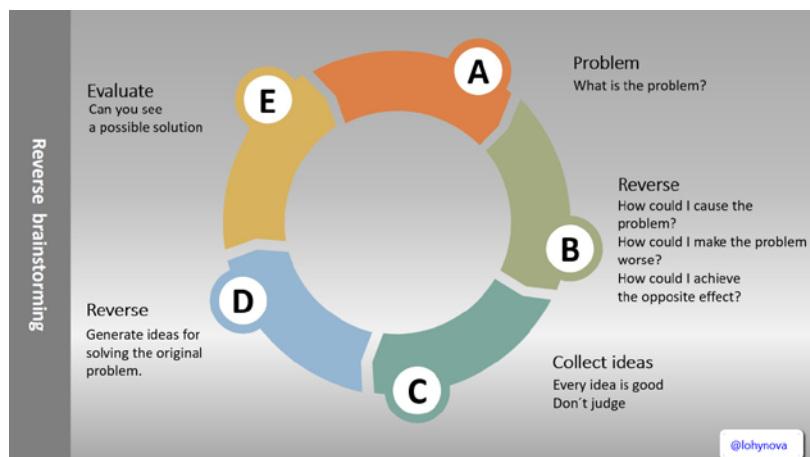 Reverse brainstorming
A
Problem
What is the problem?
B
Reverse
How could I cause the
problem?
How could I make the problem
worse?
How could I achieve
the opposite effect?
C
Collect ideas
Every idea is good
Don´t judge
D
Reverse
Generate ideas for
solving the original
problem.
E
Evaluate
Can you see
a possible solution
@lohynova